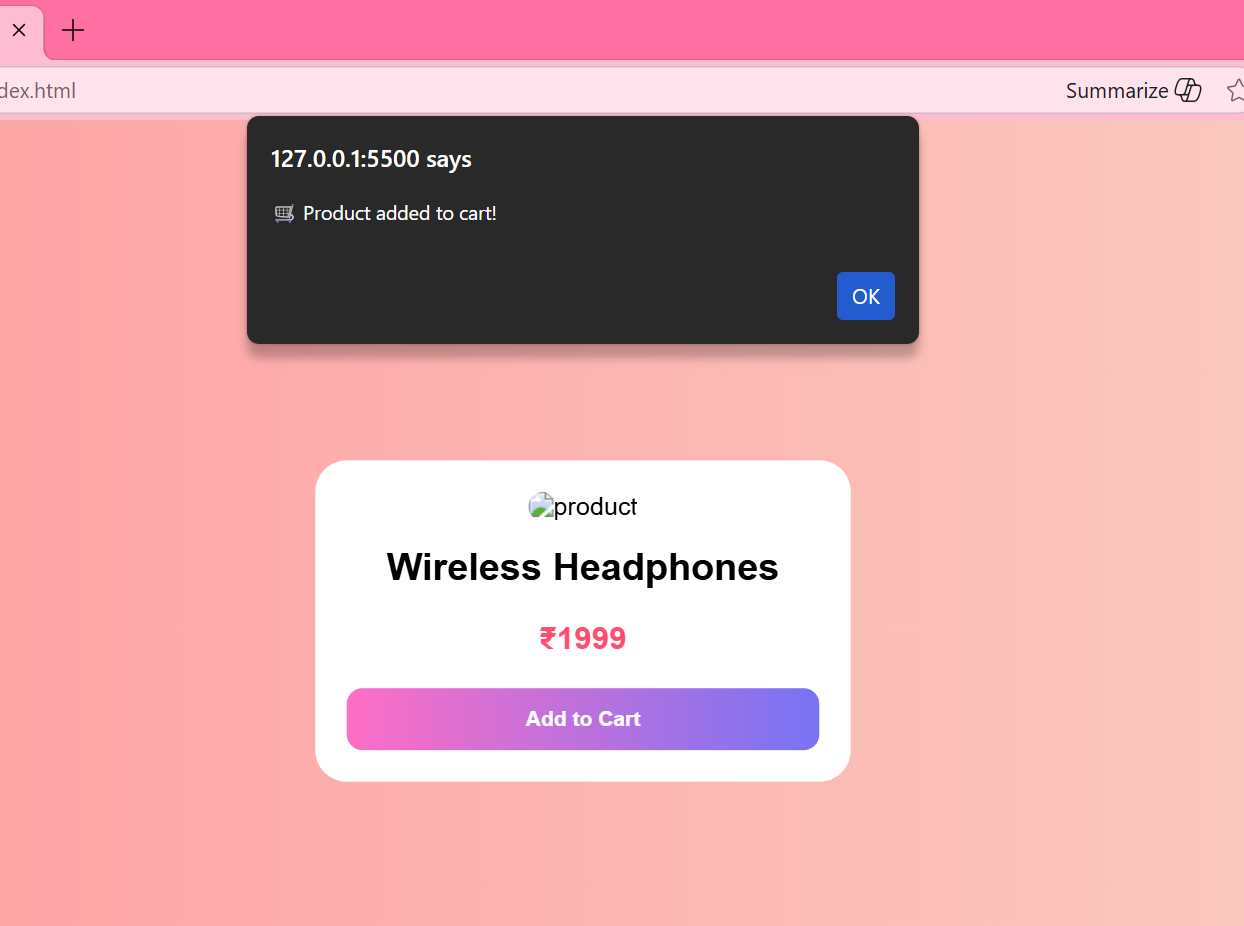 dex.html
Summarize
127.0.0.1:5500 says
🛒 Product added to cart!
OK
product
Wireless Headphones
₹1999
Add to Cart